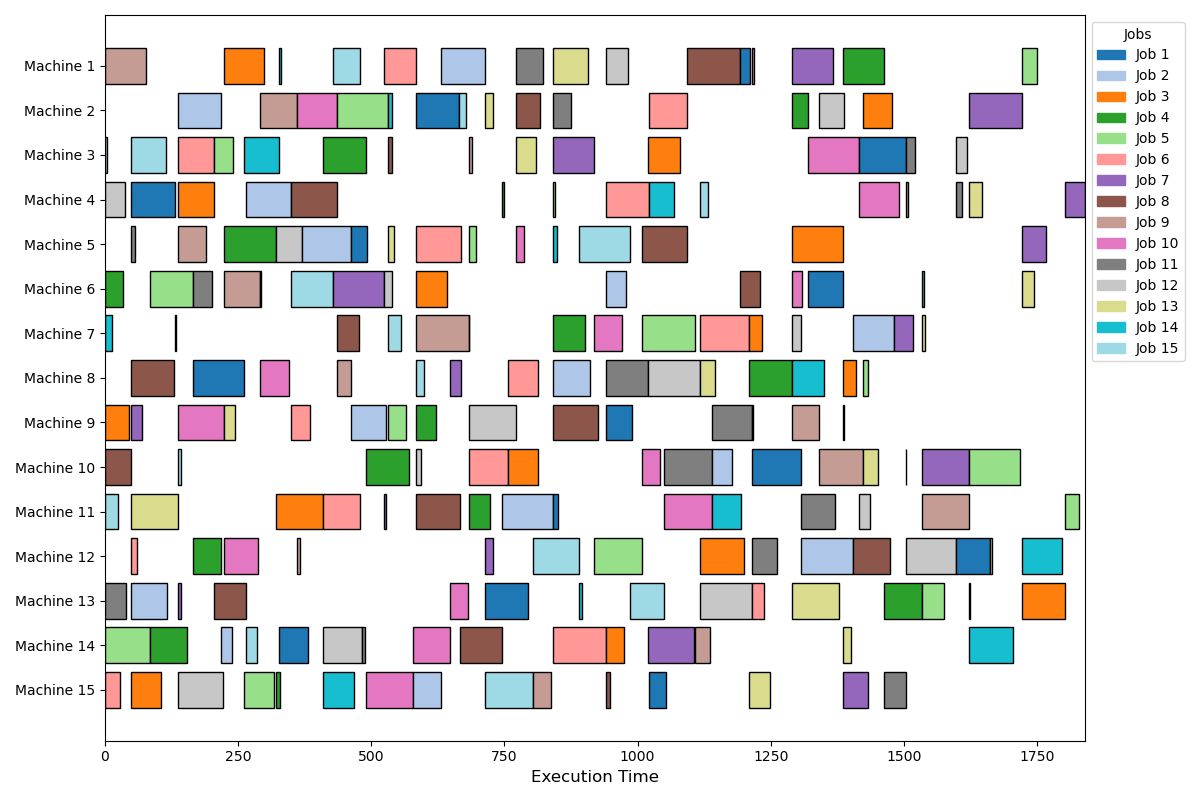 Machine 1
Machine 2
Machine 3
Machine 4
Machine 5
Machine 6
Machine 7
Machine 8
Machine 9
Machine 10
Machine 11
Machine 12
Machine 13
Machine 14
Machine 15
0 250 500 750 1000 1250 1500 1750
Execution Time
Jobs
Job 1
Job 2
Job 3
Job 4
Job 5
Job 6
Job 7
Job 8
Job 9
Job 10
Job 11
Job 12
Job 13
Job 14
Job 15